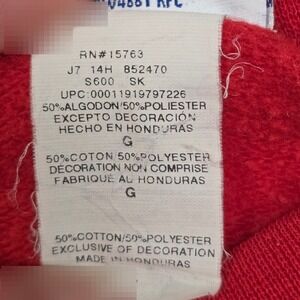 RN#15763
J7 14H 852470
S600 SK
UPC:00011919797226
50%ALGODON/50%POLIESTER
EXCEPTO DECORACION
HECHO EN HONDURAS
G
50%COTON/50%POLYESTER
DECORATION NON COMPRISE
FABRIQUE AU HONDURAS
G
50%COTTON/50%POLYESTER
EXCLUSIVE OF DECORATION
MADE IN HONDURAS